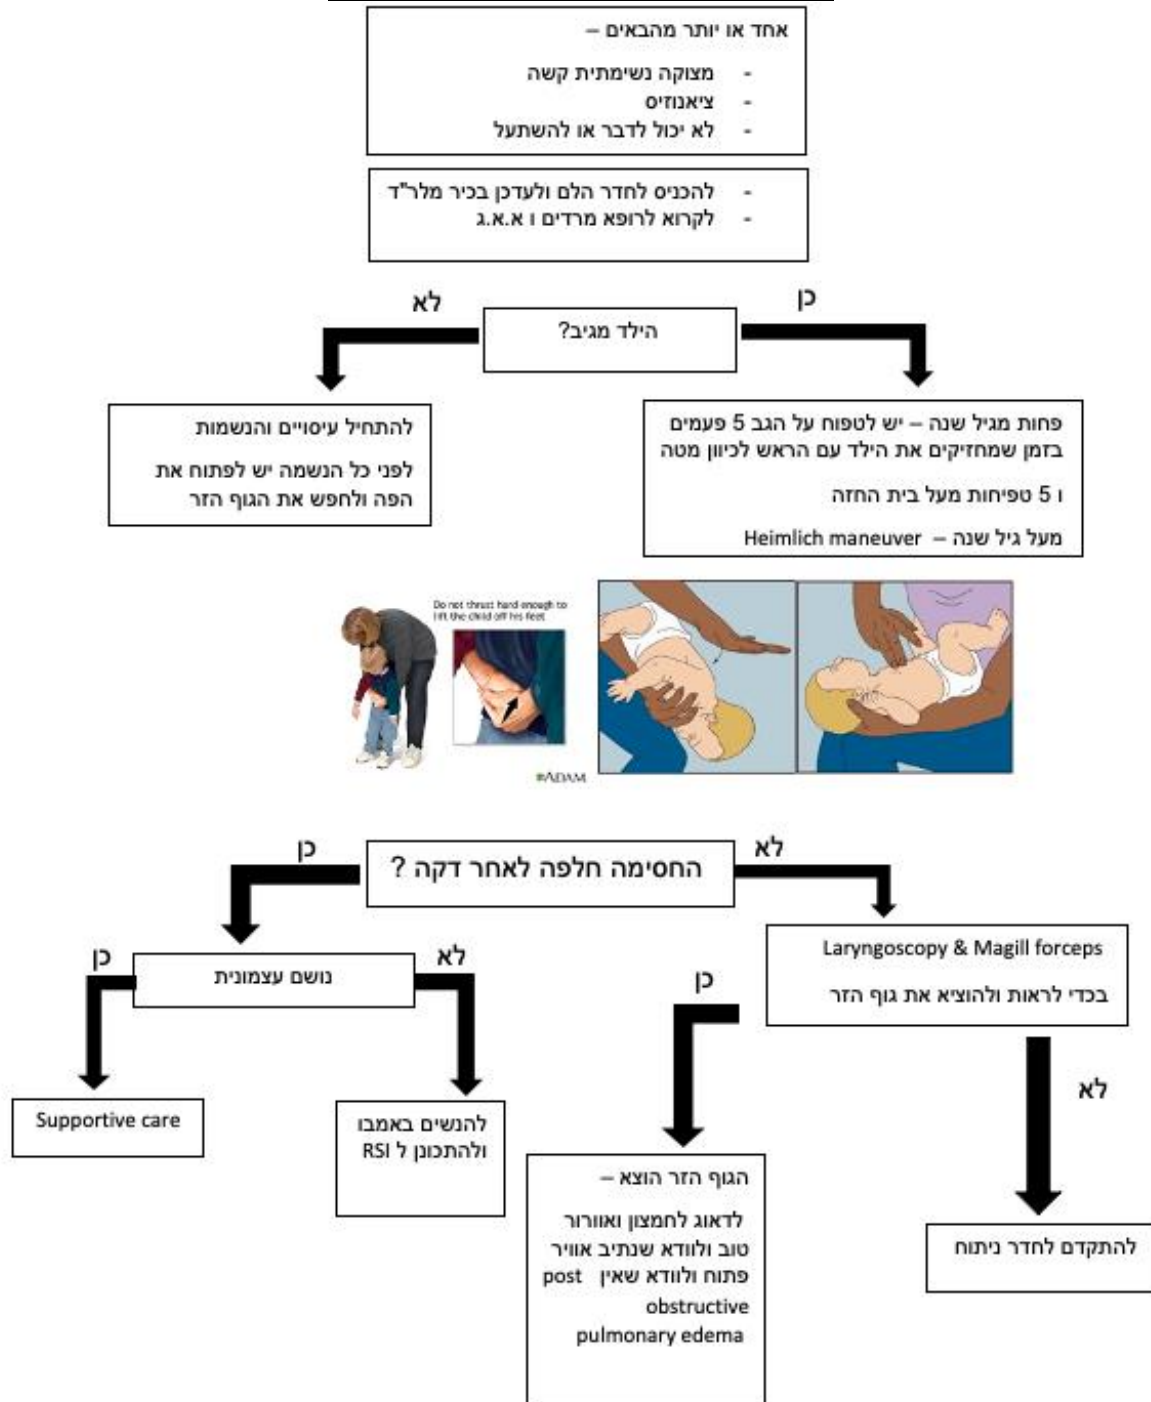 אחד או יותר מהבאים –
- מצוקה נשימתית קשה
- ציאנוזיס
- לא יכול לדבר או להשתעל
- להכניס לחדר הלם ולעדכן בכיר מלר"ד
- לקרוא לרופא מרדים ו א.א.ג
הילד מגיב?
כן
לא
פחות מגיל שנה – יש לטפוח על הגב 5 פעמים
בזמן שמחזיקים את הילד עם הראש לכיוון מטה
ו 5 טפיחות מעל בית החזה
מעל גיל שנה – Heimlich maneuver
להתחיל עיסויים והנשמות
לפני כל הנשמה יש לפתוח את
הפה ולחפש את הגוף הזר
Do not thrust hard enough to
lift the child off his feet
ADAM
החסימה חלפה לאחר דקה ?
לא
כן
Laryngoscopy & Magill forceps
בכדי לראות ולהוציא את גוף הזר
נושם עצמונית
לא
כן
כן
לא
Supportive care
להנשים באמבו
ולהתכונן ל RSI
הגוף הזר הוצא –
לדאוג לחמצון ואוורור
טוב ולוודא שנתיב אוויר
פתוח ולוודא שאין post
obstructive
pulmonary edema
להתקדם לחדר ניתוח